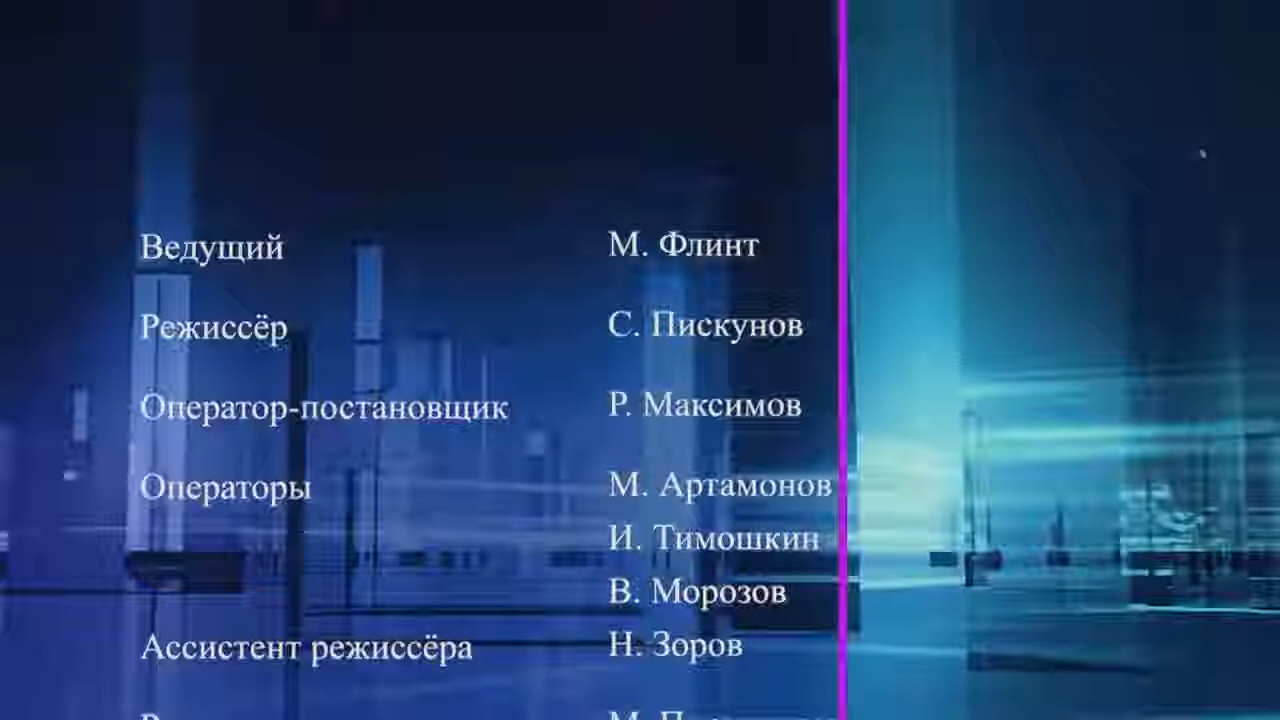 Ведущий М. Флинт
Режиссёр С. Пискунов
Оператор-постановщик Р. Максимов
Операторы М. Артамонов
И. Тимошкин
В. Морозов
Ассистент режиссёра Н. Зоров